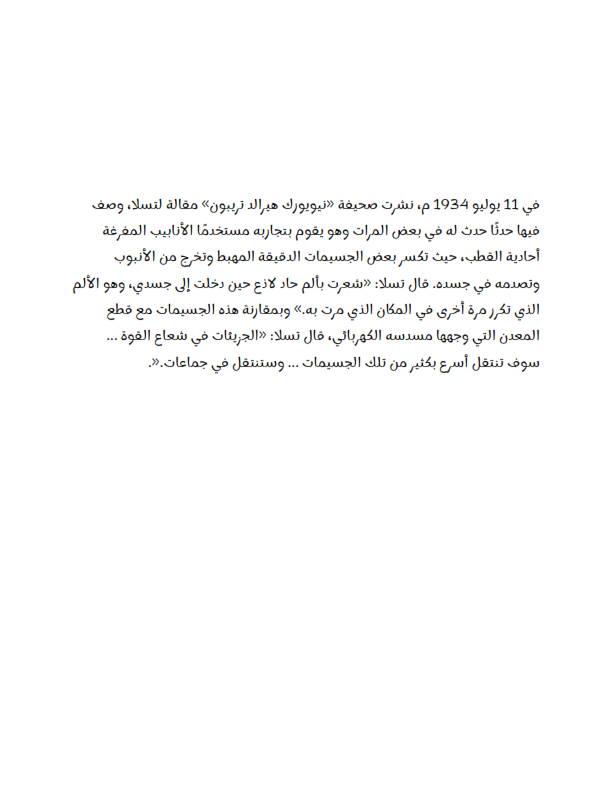 في 11 يوليو 1934 م، نشرت صحيفة «نيويورك هيرالد تريبون» مقالة لتسلا، وصف
فيها حدثًا حدث له في بعض المرات وهو يقوم بتجاربه مستخدمًا الأنابيب المفرغة
أحادية القطب، حيث تكسر بعض الجسيمات الدقيقة المهبط وتخرج من الأنبوب
وتصدمه في جسده. قال تسلا: «شعرت بألم حاد لاذع حين دخلت إلى جسدي، وهو الألم
الذي تكرر مرة أخرى في المكان الذي مرت به.» وبمقارنة هذه الجسيمات مع قطع
المعدن التي وجهها مسدسه الكهربائي، قال تسلا: «الجزيئات في شعاع القوة ...
سوف تنتقل أسرع بكثير من تلك الجسيمات ... وستنتقل في جماعات.».